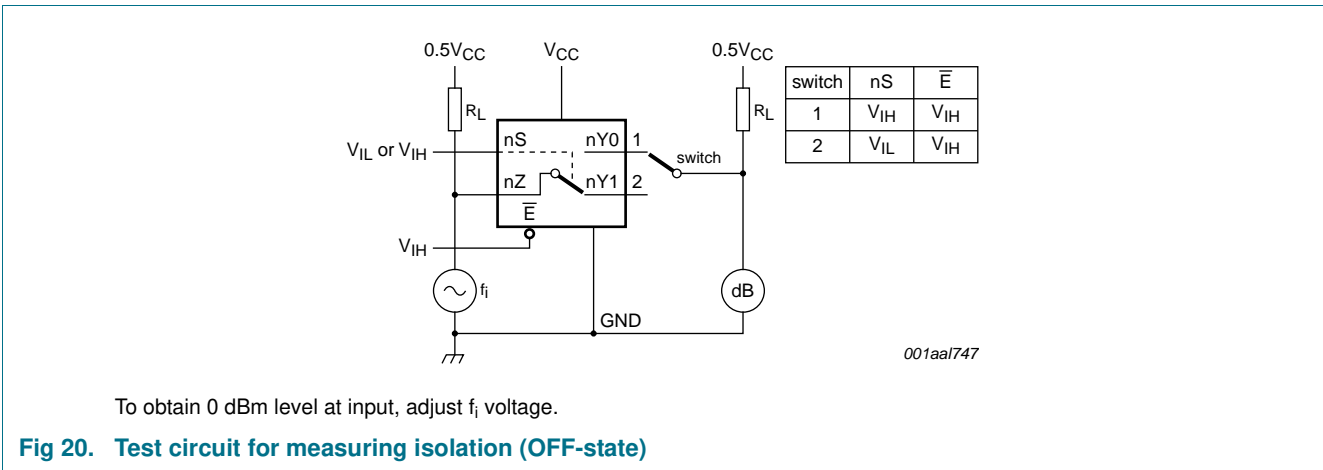 0.5VCC VCC 0.5VCC
switch nS E̅
1 VIH VIH
2 VIL VIH
RL RL
VIL or VIH
nS nY0 1
switch
nZ nY1 2
E̅
VIH
fi dB
GND
001aal747
To obtain 0 dBm level at input, adjust fi voltage.
Fig 20. Test circuit for measuring isolation (OFF-state)